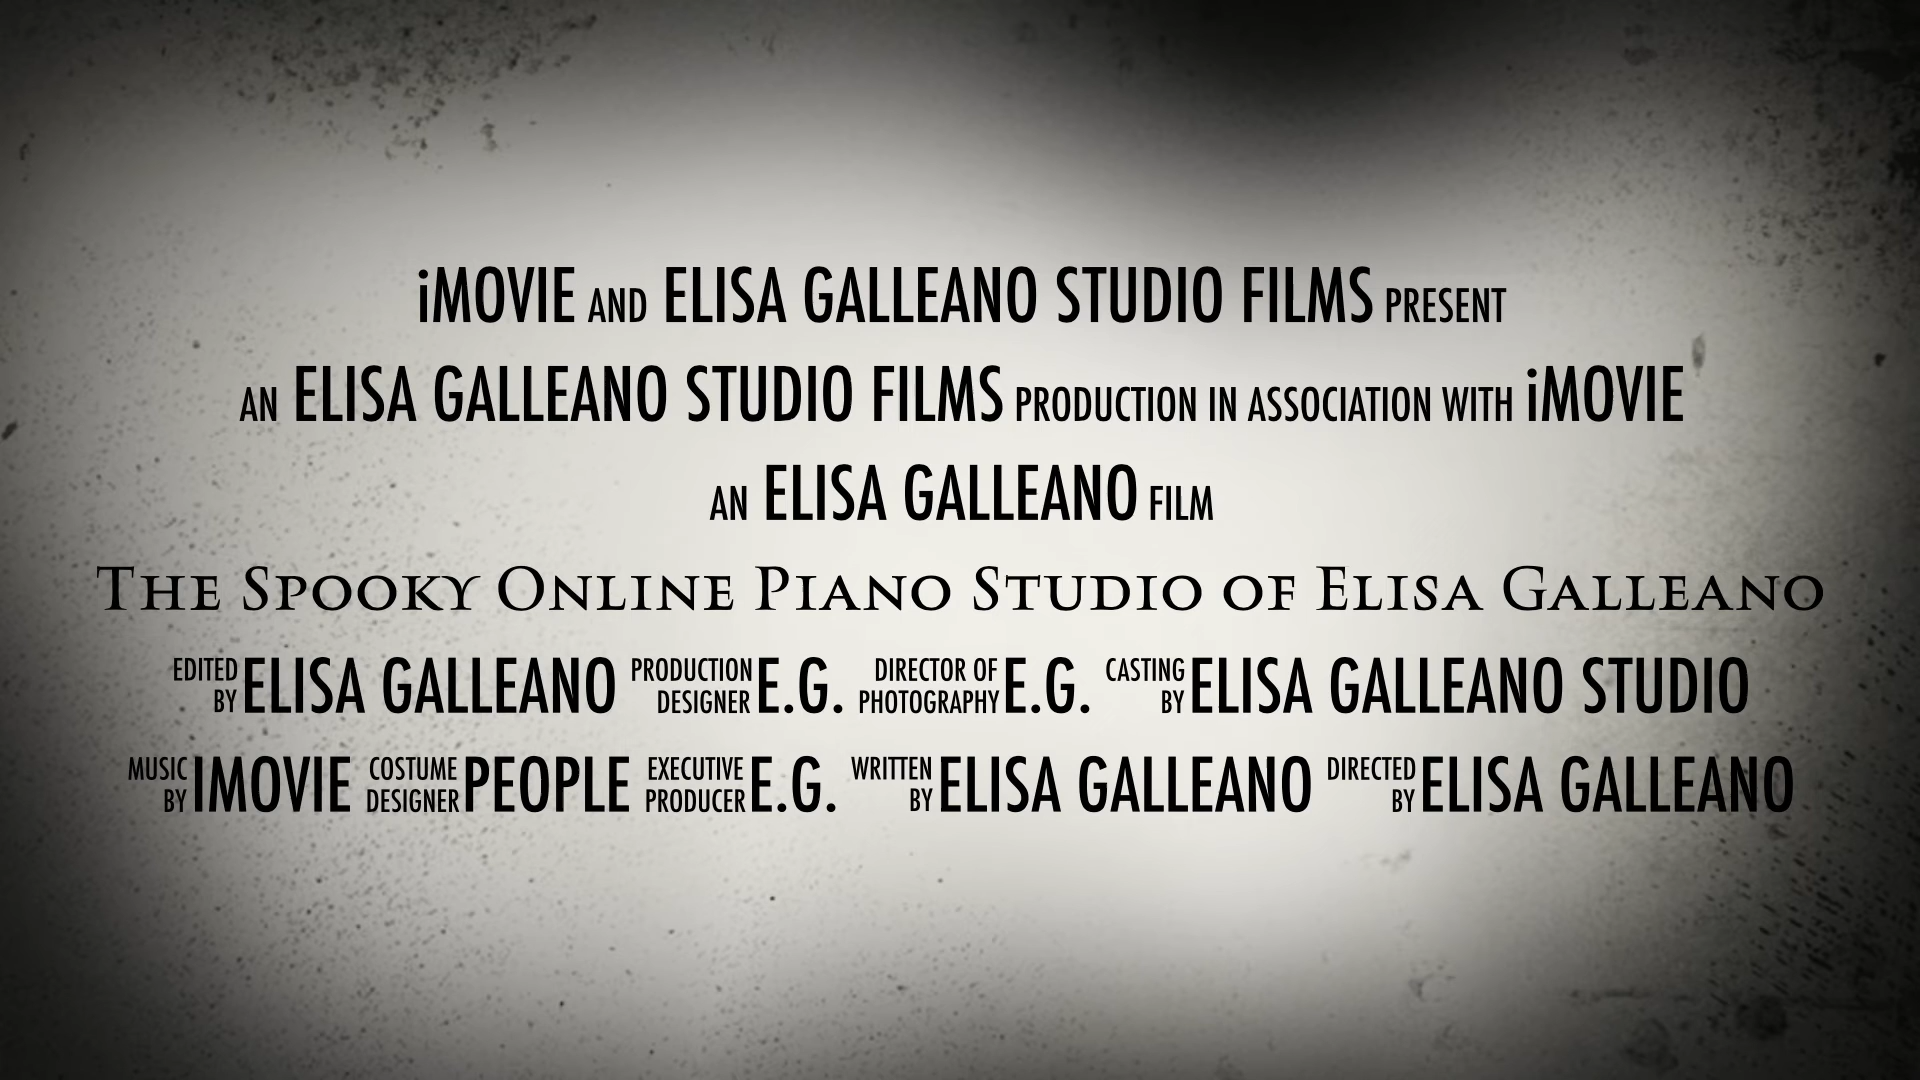 iMOVIE AND ELISA GALLEANO STUDIO FILMS PRESENT
AN ELISA GALLEANO STUDIO FILMS PRODUCTION IN ASSOCIATION WITH iMOVIE
AN ELISA GALLEANO FILM
The Spooky Online Piano Studio of Elisa Galleano
EDITED BY ELISA GALLEANO PRODUCTION DESIGNER E.G. DIRECTOR OF PHOTOGRAPHY E.G. CASTING BY ELISA GALLEANO STUDIO
MUSIC BY IMOVIE COSTUME DESIGNER PEOPLE EXECUTIVE PRODUCER E.G. WRITTEN BY ELISA GALLEANO DIRECTED BY ELISA GALLEANO